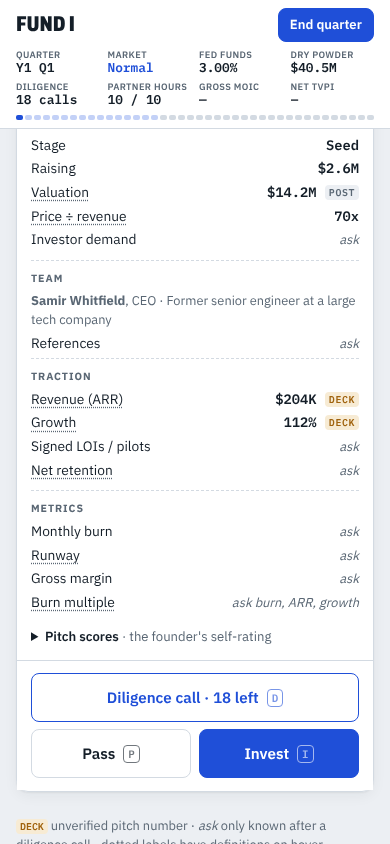 FUND I
End quarter
QUARTER MARKET FED FUNDS DRY POWDER
Y1 Q1 Normal 3.00% $40.5M
DILIGENCE PARTNER HOURS GROSS MOIC NET TVPI
18 calls 10 / 10 — —
Stage Seed
Raising $2.6M
Valuation $14.2M POST
Price ÷ revenue 70x
Investor demand ask
TEAM
Samir Whitfield, CEO · Former senior engineer at a large
tech company
References ask
TRACTION
Revenue (ARR) $204K DECK
Growth 112% DECK
Signed LOIs / pilots ask
Net retention ask
METRICS
Monthly burn ask
Runway ask
Gross margin ask
Burn multiple ask burn, ARR, growth
▶ Pitch scores · the founder's self-rating
Diligence call · 18 left D
Pass P
Invest I
DECK unverified pitch number · ask only known after a
diligence call · dotted labels have definitions on hover